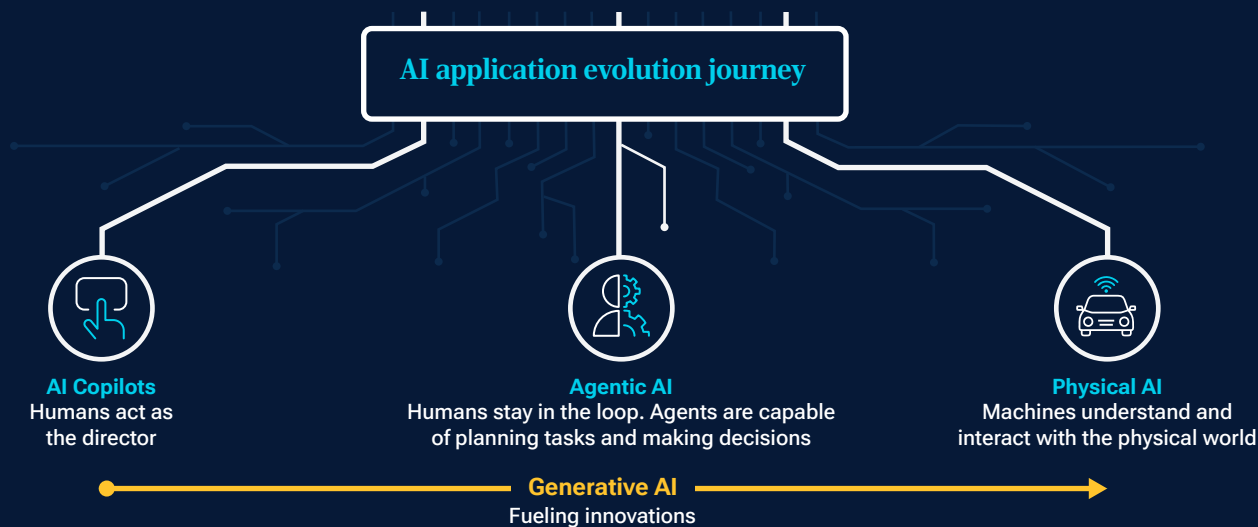 AI application evolution journey
AI Copilots
Humans act as
the director
Agentic AI
Humans stay in the loop. Agents are capable
of planning tasks and making decisions
Physical AI
Machines understand and
interact with the physical world
Generative AI
Fueling innovations